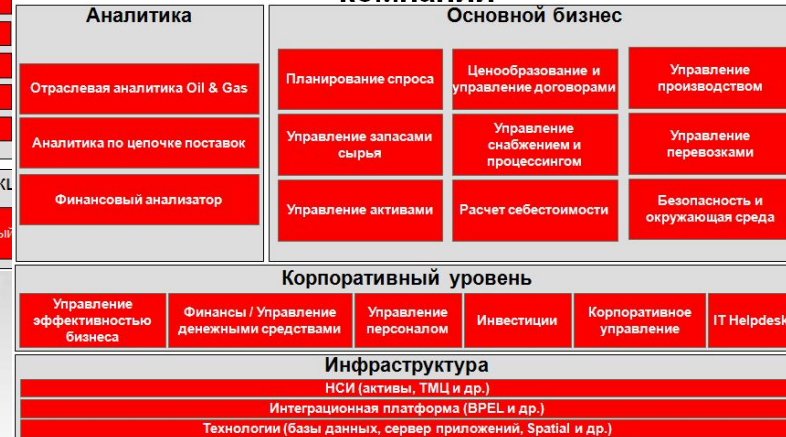 Аналитика
Отраслевая аналитика Oil & Gas
Аналитика по цепочке поставок
Финансовый анализатор
Основной бизнес
Планирование спроса
Ценообразование и
управление договорами
Управление
производством
Управление запасами
сырья
Управление
снабжением и
процессингом
Управление
перевозками
Управление активами
Расчет себестоимости
Безопасность и
окружающая среда
Корпоративный уровень
Управление
эффективностью
бизнеса
Финансы / Управление
денежными средствами
Управление
персоналом
Инвестиции
Корпоративное
управление
IT Helpdesk
Инфраструктура
НСИ (активы, ТМЦ и др.)
Интеграционная платформа (BPEL и др.)
Технологии (базы данных, сервер приложений, Spatial и др.)